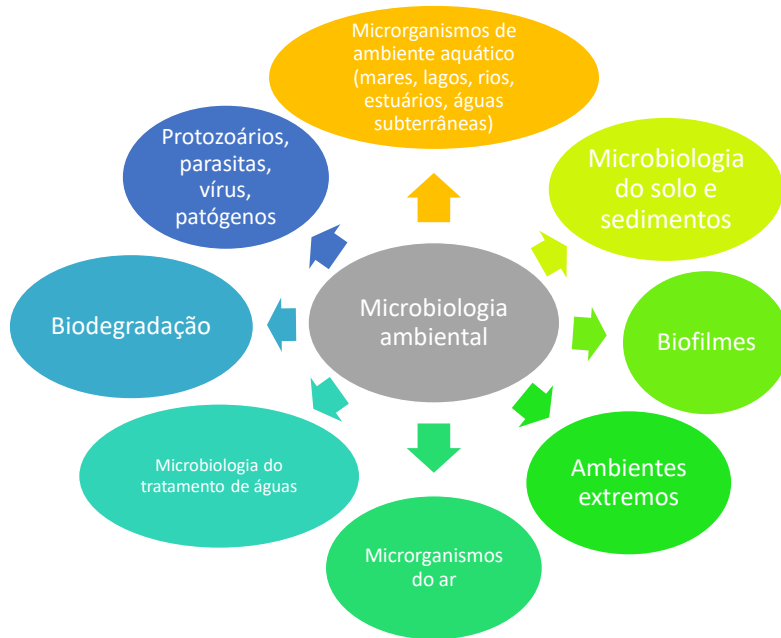 Microrganismos de
ambiente aquático
(mares, lagos, rios,
estuários, águas
subterrâneas)
Protozoários,
parasitas,
vírus,
patógenos
Microbiologia
do solo e
sedimentos
Biodegradação
Microbiologia
ambiental
Biofilmes
Microbiologia do
tratamento de águas
Ambientes
extremos
Microrganismos
do ar